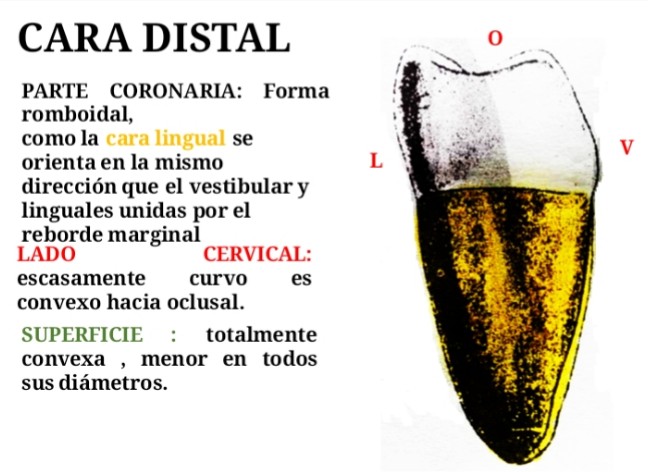 CARA DISTAL
PARTE CORONARIA: Forma
romboidal,
como la cara lingual se
orienta en la mismo
dirección que el vestibular y
linguales unidas por el
reborde marginal
LADO CERVICAL:
escasamente curvo es
convexo hacia oclusal.
SUPERFICIE : totalmente
convexa , menor en todos
sus diámetros.
O
L
V